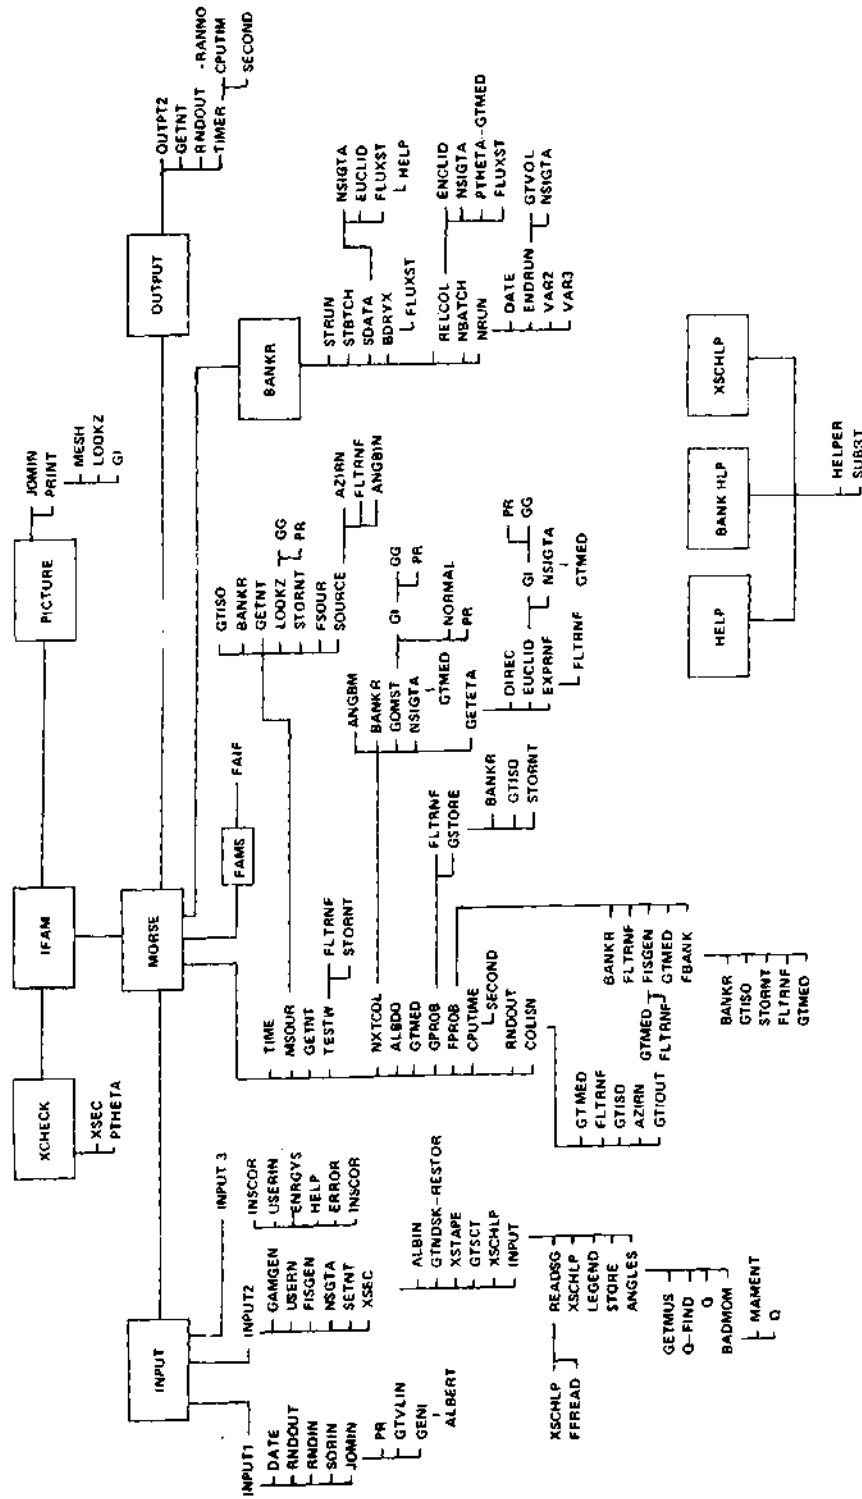 XCHECK
XSEC
PTHETA
IFAM
PICTURE
JOMIN
PRINT
MESH
LOOKZ
GI
INPUT
MORSE
OUTPUT
OUTPT2
GETNT
RNDOUT -RANNO
TIMER
CPUTIM
SECOND
FAMS
FAIF
BANKR
STRUN
STBTCH
SDATA
BDRYX
FLUXST
NSIGTA
EUCLID
FLUXST
HELP
RELCOL
NBATCH
NRUN
ENCLID
NSIGTA
PTHETA--GTMED
FLUXST
DATE
ENDRUN
VAR2
VAR3
GTVOL
NSIGTA
INPUT1
DATE
RNDOUT
RNDIN
SORIN
JOMIN
PR
GTVLIN
GENI
ALBERT
INPUT2
GAMGEN
USERN
FISGEN
NSGTA
SETNT
XSEC
INPUT 3
INSCOR
USERIN
ENRGYS
HELP
ERROR
INSCOR
ALBIN
GTNDSK-RESTOR
XSTAPE
GTSCT
XSCHLP
INPUT
READSG
XSCHLP
LEGEND
STORE
ANGLES
XSCHLP
FFREAD
GETMUS
Q-FIND
Q
BADMOM
MAMENT
Q
TIME
MSOUR
GETNT
TESTW
FLTRNF
STORNT
NXTCOL
ALBDO
GTMED
GPROB
FPROB
CPUTIME
SECOND
RNDOUT
COLISN
GTISO
BANKR
GETNT
LOOKZ
STORNT
FSOUR
SOURCE
GG
PR
AZIRN
FLTRNF
ANGBIN
ANGBM
BANKR
GOMST
NSIGTA
GTMED
GETETA
GI
GG
PR
NORMAL
PR
DIREC
EUCLID
EXPRNF
FLTRNF
GI
NSIGTA
GTMED
PR
GG
FLTRNF
GSTORE
BANKR
GTISO
STORNT
BANKR
FLTRNF
FISGEN
GTMED
FBANK
BANKR
GTISO
STORNT
FLTRNF
GTMED
GTMED
FLTRNF
GTISO
AZIRN
GTIOUT
GTMED
FLTRNF
HELP
BANK HLP
XSCHLP
HELPER
SUB3T